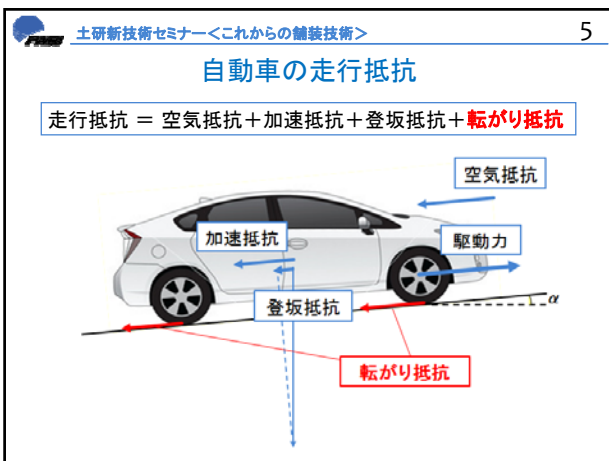 土研新技術セミナー＜これからの舗装技術＞
5
自動車の走行抵抗
走行抵抗 ＝ 空気抵抗＋加速抵抗＋登坂抵抗＋転がり抵抗
空気抵抗
加速抵抗
駆動力
登坂抵抗
α
転がり抵抗